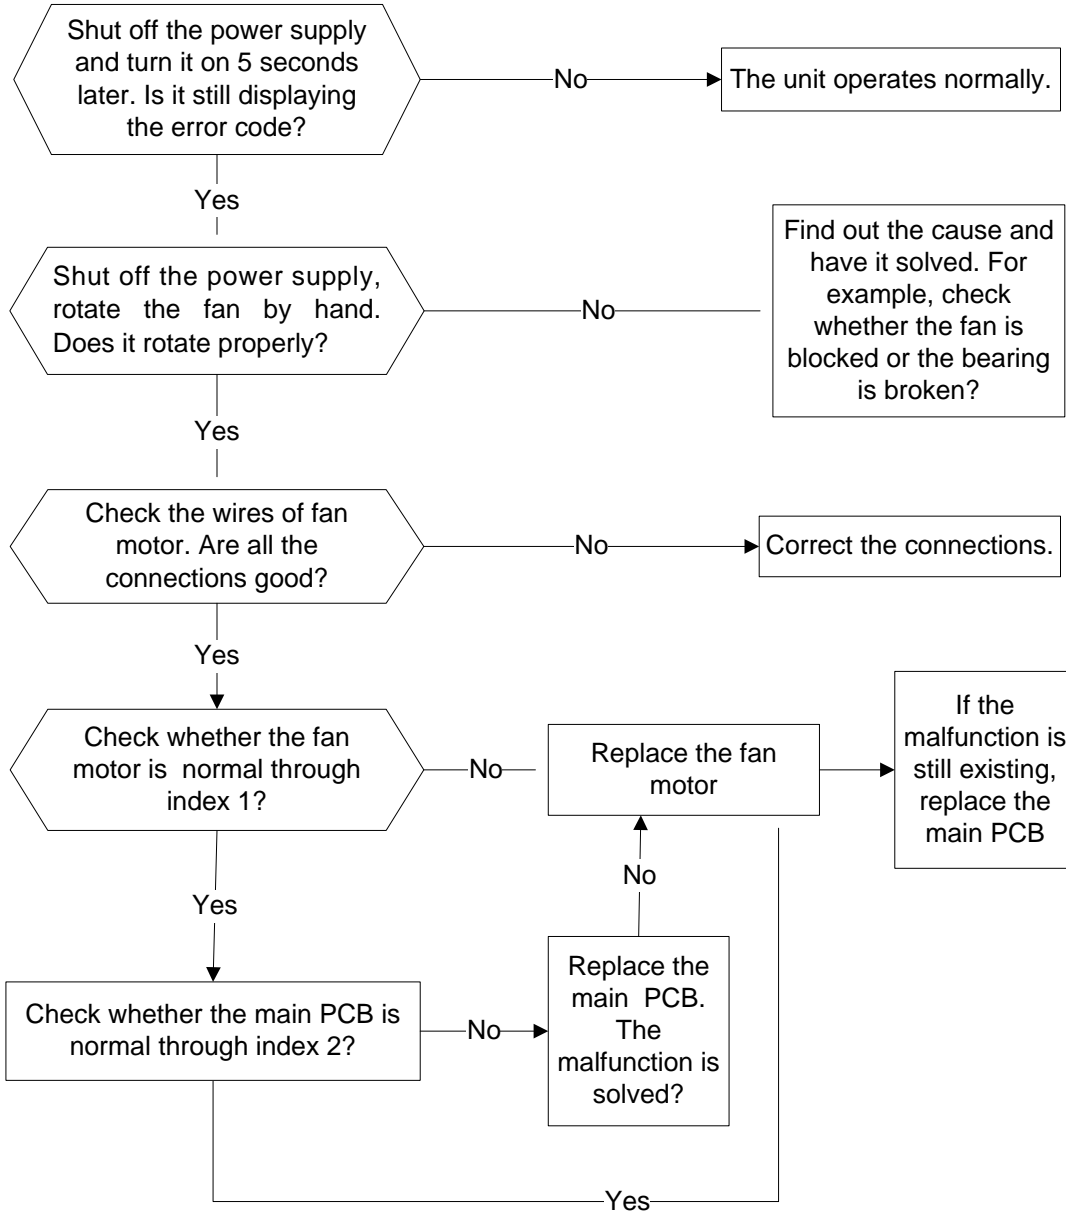 Shut off the power supply
and turn it on 5 seconds
later. Is it still displaying
the error code?
No
The unit operates normally.
Yes
Shut off the power supply,
rotate the fan by hand.
Does it rotate properly?
No
Find out the cause and
have it solved. For
example, check
whether the fan is
blocked or the bearing
is broken?
Yes
Check the wires of fan
motor. Are all the
connections good?
No
Correct the connections.
Yes
Check whether the fan
motor is normal through
index 1?
No
Replace the fan
motor
If the
malfunction is
still existing,
replace the
main PCB
Yes
No
Check whether the main PCB is
normal through index 2?
No
Replace the
main PCB.
The
malfunction is
solved?
Yes